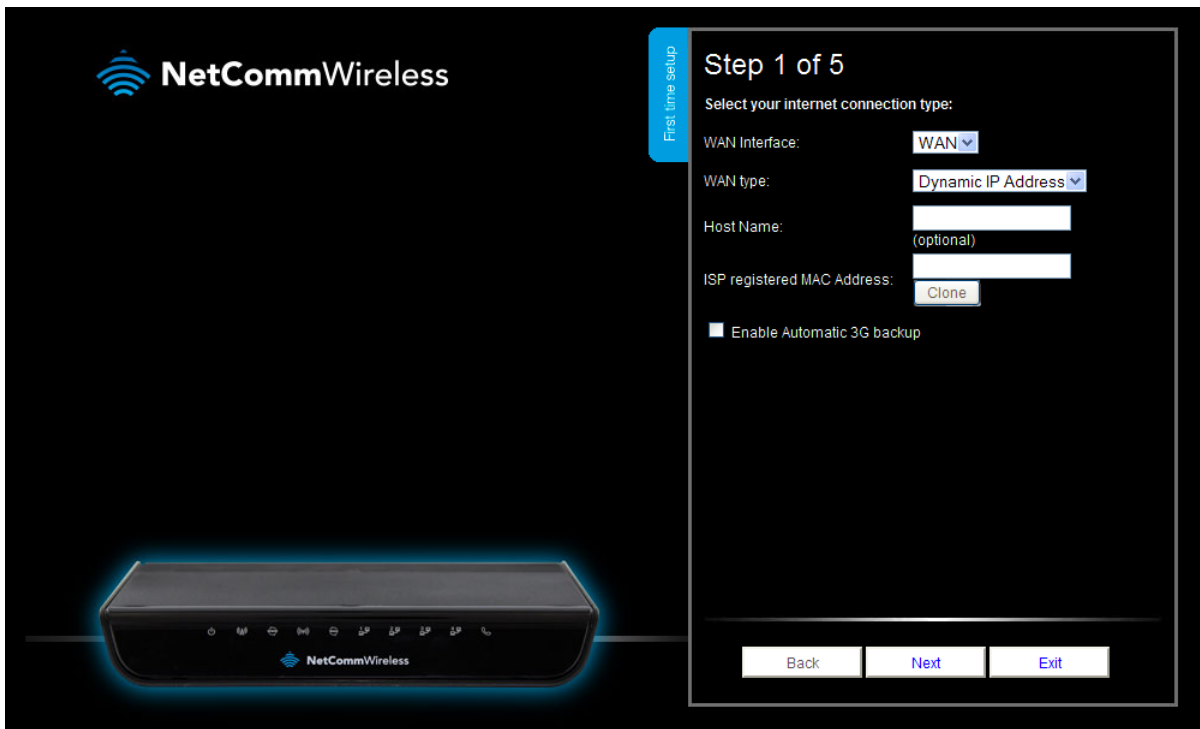 NetCommWireless
First time setup
Step 1 of 5
Select your internet connection type:
WAN Interface: WAN
WAN type: Dynamic IP Address
Host Name:
(optional)
ISP registered MAC Address:
Clone
Enable Automatic 3G backup
NetCommWireless
Back Next Exit